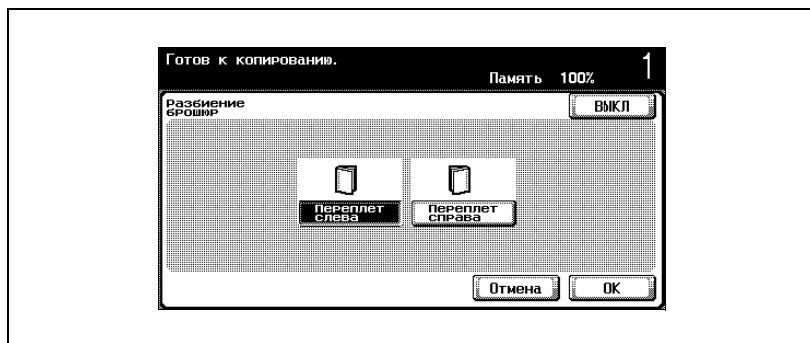 Готов к копированию.
Память 100% 1
Разбиение
брошюр
ВЫКЛ
Переплет
слева
Переплет
справа
Отмена
OK